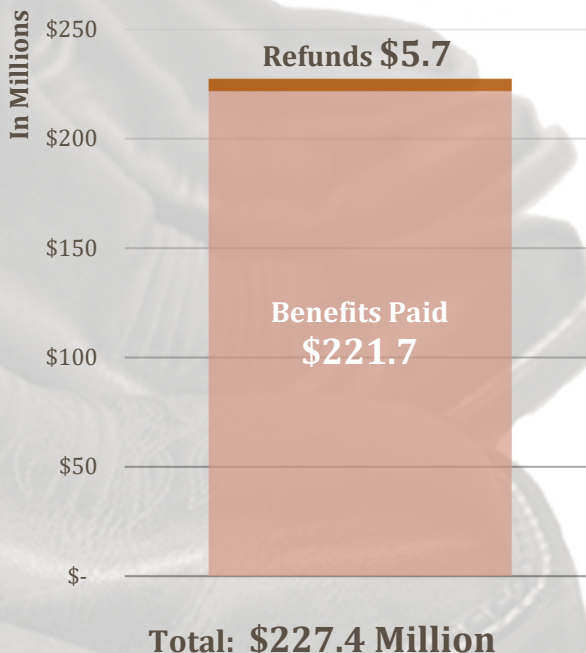 In Millions
$250
Refunds $5.7
$200
$150
Benefits Paid
$221.7
$100
$50
$-
Total: $227.4 Million